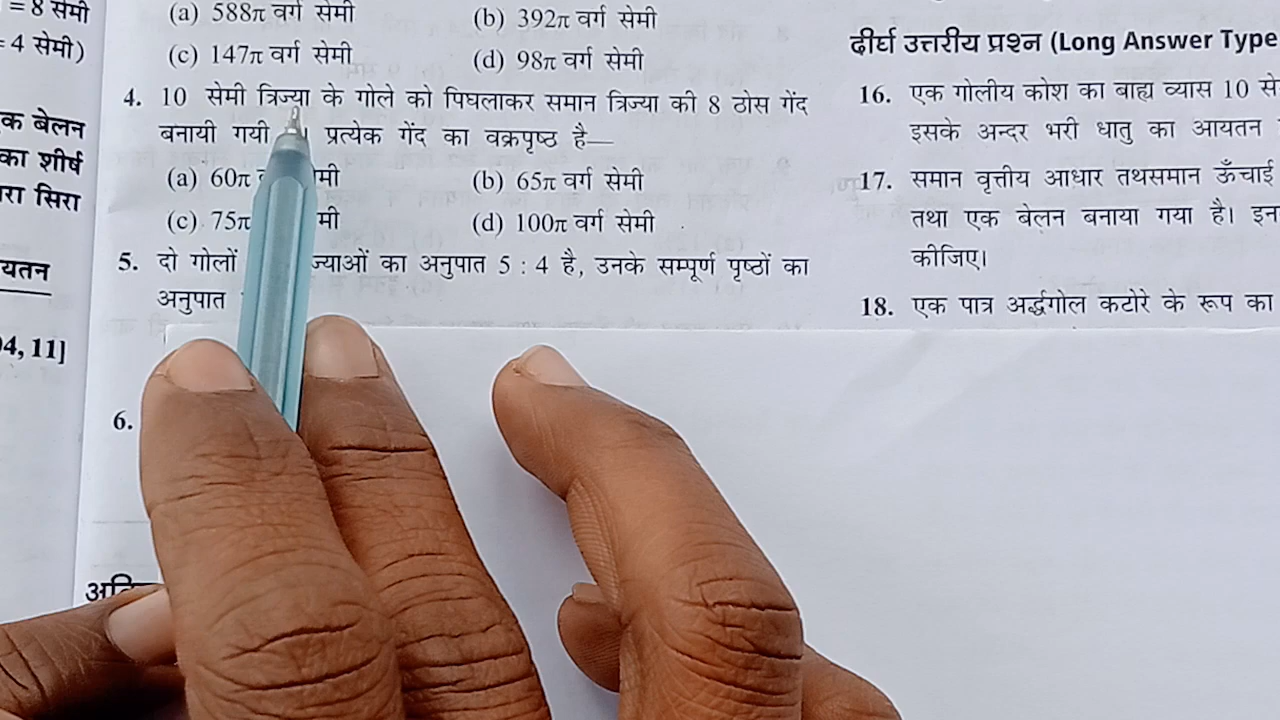 = 8 सेमी
= 4 सेमी)
क बेलन
का शीर्ष
रा सिरा
यतन
04, 11]
(a) 588π वर्ग सेमी (b) 392π वर्ग सेमी
(c) 147π वर्ग सेमी (d) 98π वर्ग सेमी
4. 10 सेमी त्रिज्या के गोले को पिघलाकर समान त्रिज्या की 8 ठोस गेंद
बनायी गयी । प्रत्येक गेंद का वक्रपृष्ठ है—
(a) 60π मी (b) 65π वर्ग सेमी
(c) 75π मी (d) 100π वर्ग सेमी
5. दो गोलों ज्याओं का अनुपात 5 : 4 है, उनके सम्पूर्ण पृष्ठों का
अनुपात
6.
दीर्घ उत्तरीय प्रश्न (Long Answer Type
16. एक गोलीय कोश का बाह्य व्यास 10 से
इसके अन्दर भरी धातु का आयतन
17. समान वृत्तीय आधार तथसमान ऊँचाई
तथा एक बेलन बनाया गया है। इन
कीजिए।
18. एक पात्र अर्द्धगोल कटोरे के रूप का